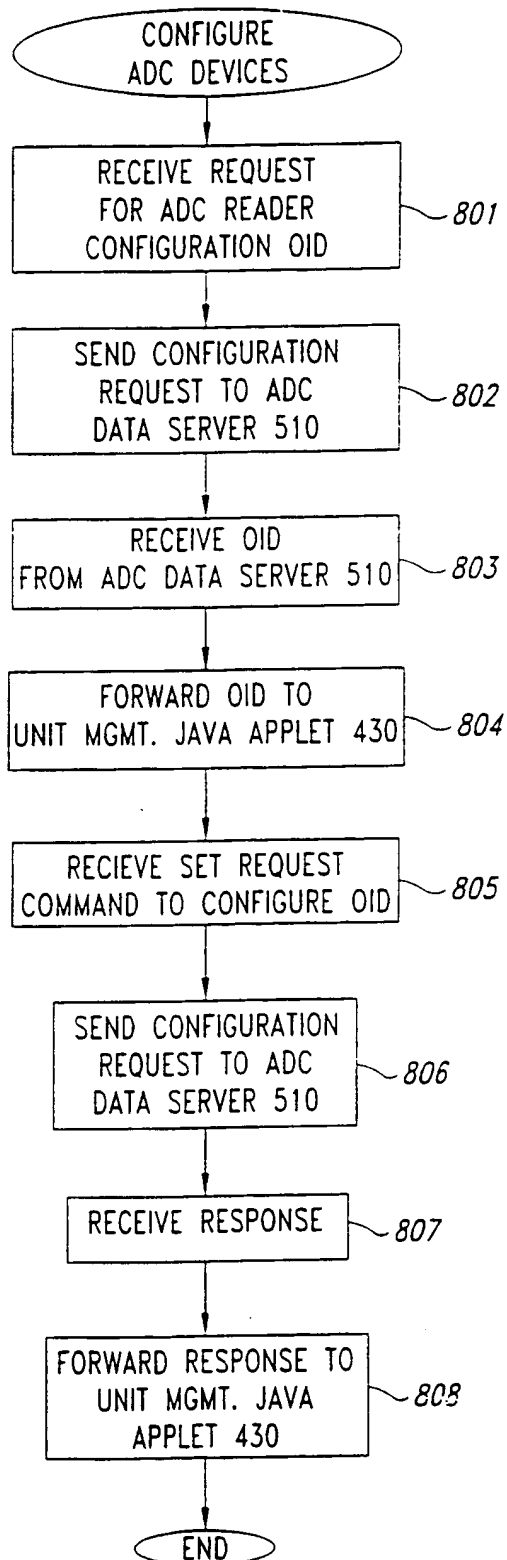 CONFIGURE
ADC DEVICES
RECEIVE REQUEST
FOR ADC READER
CONFIGURATION OID
801
SEND CONFIGURATION
REQUEST TO ADC
DATA SERVER 510
802
RECEIVE OID
FROM ADC DATA SERVER 510
803
FORWARD OID TO
UNIT MGMT. JAVA APPLET 430
804
RECIEVE SET REQUEST
COMMAND TO CONFIGURE OID
805
SEND CONFIGURATION
REQUEST TO ADC
DATA SERVER 510
806
RECEIVE RESPONSE
807
FORWARD RESPONSE TO
UNIT MGMT. JAVA
APPLET 430
808
END